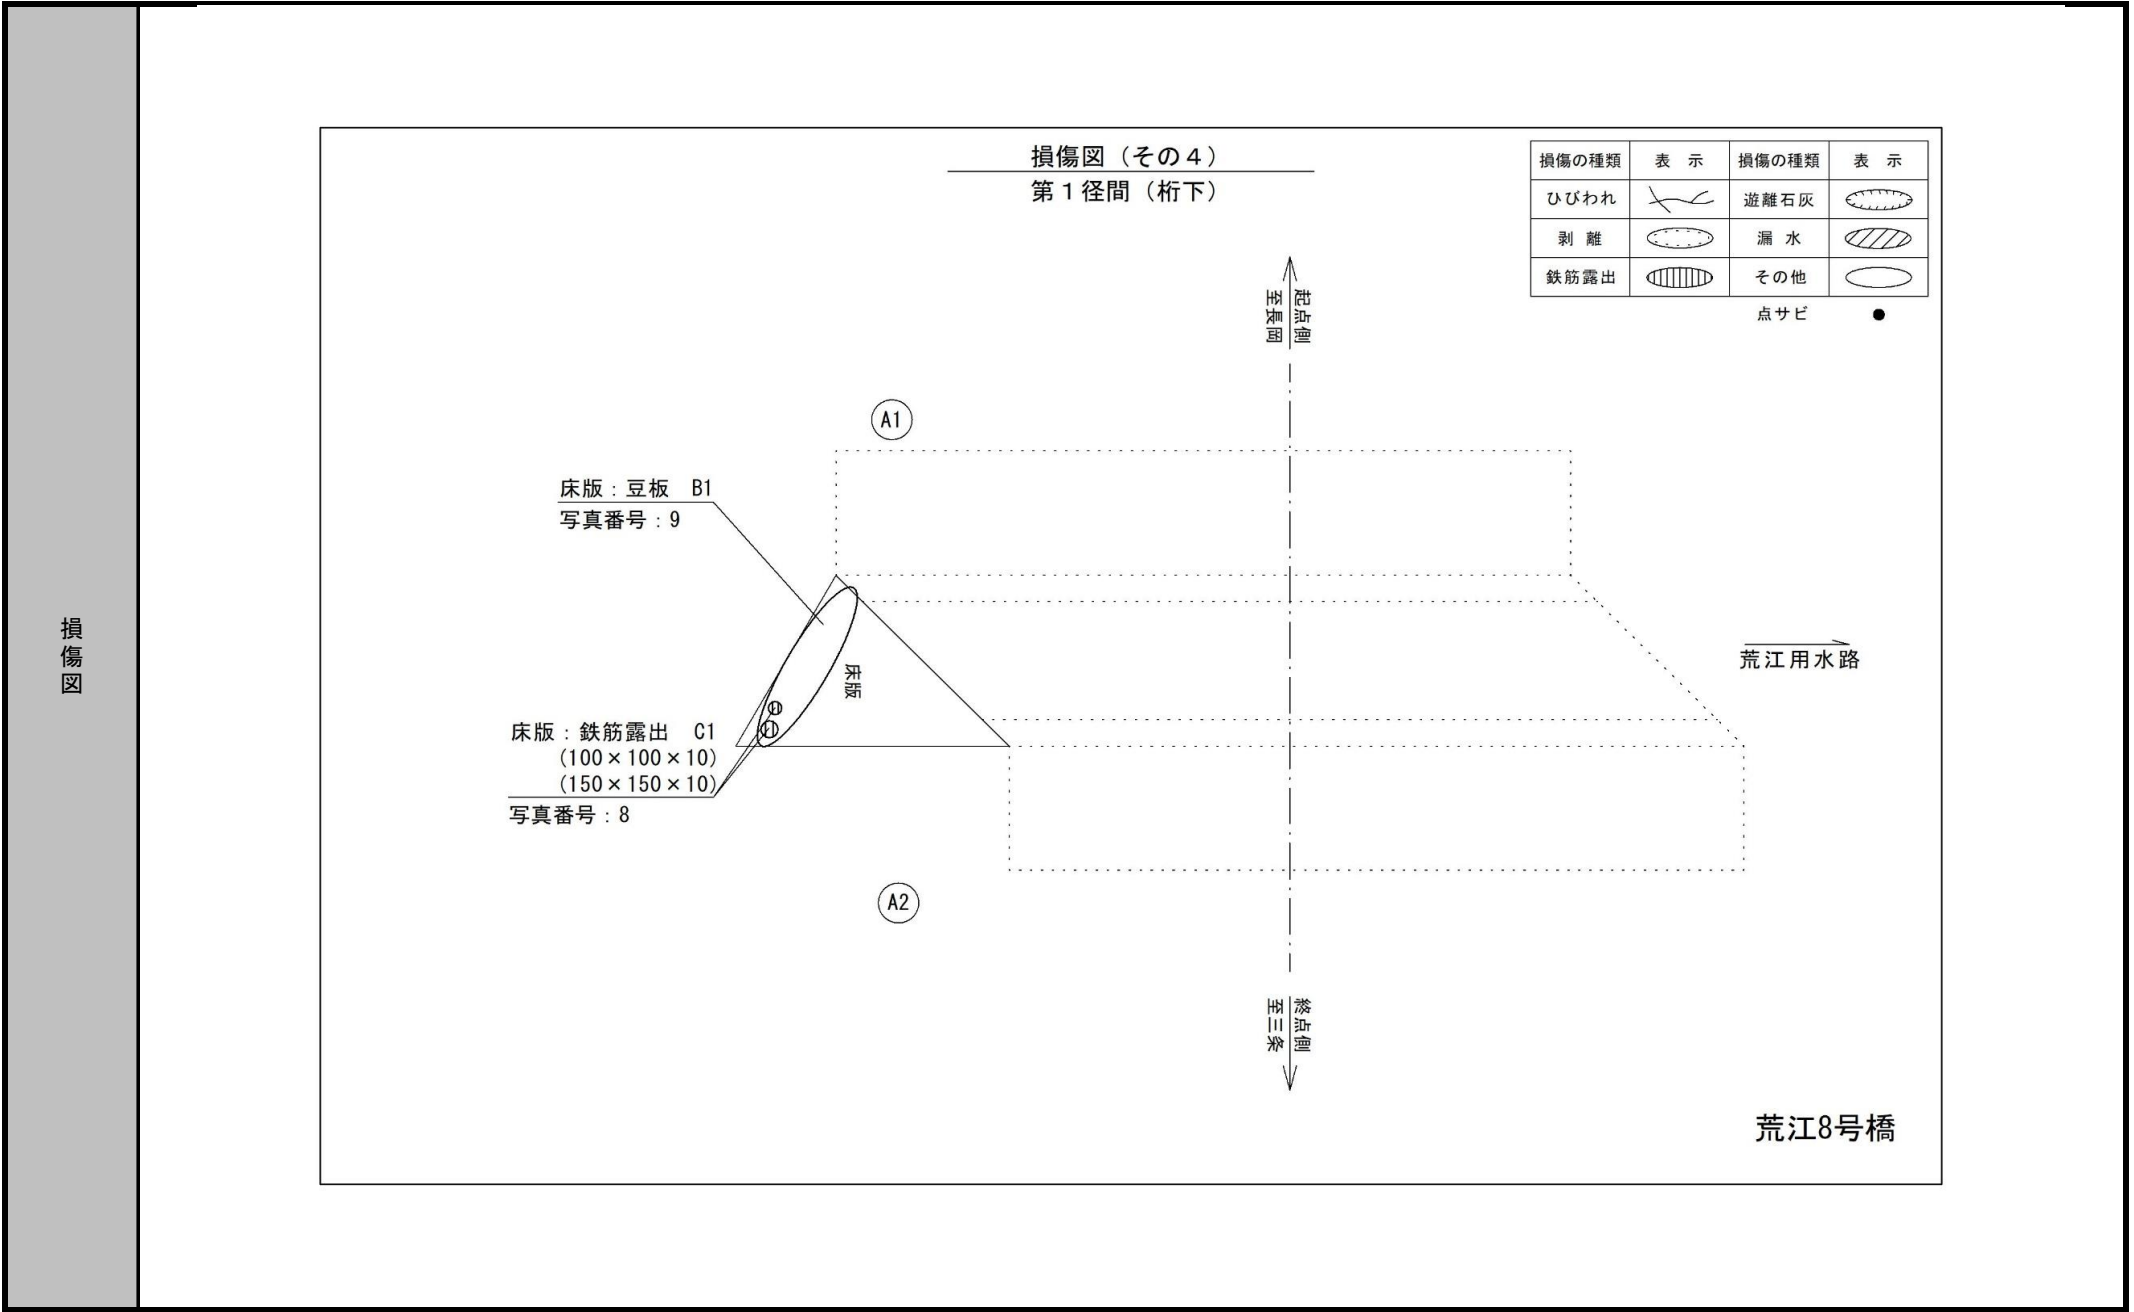 損傷図
損傷図（その４）
第１径間（桁下）
損傷の種類 表　示 損傷の種類 表　示
ひびわれ 遊離石灰
剥　離 漏　水
鉄筋露出 その他
点サビ
起点側
至長岡
A1
床版：豆板　B1
写真番号：9
床版
荒江用水路
床版：鉄筋露出　C1
(100×100×10)
(150×150×10)
写真番号：8
A2
終点側
至三条
荒江8号橋